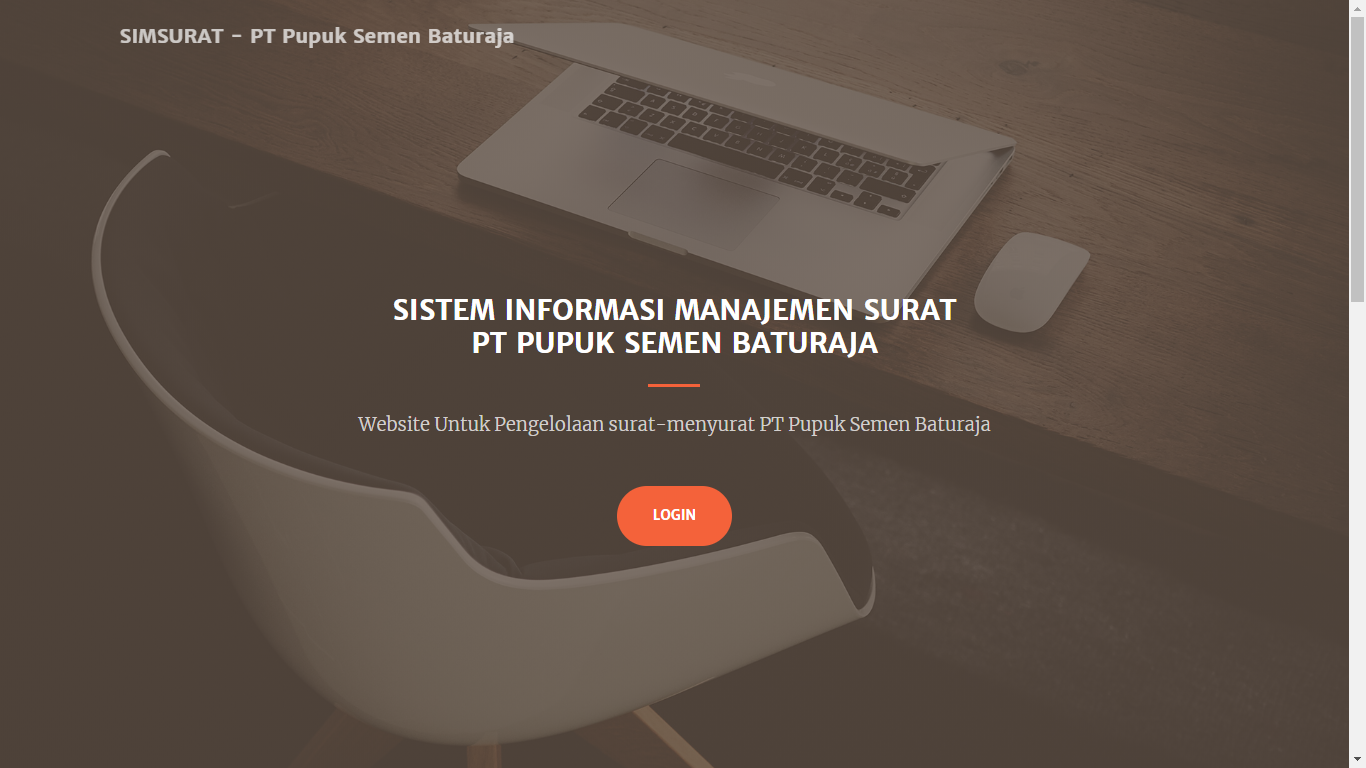 SIMSURAT - PT Pupuk Semen Baturaja
SISTEM INFORMASI MANAJEMEN SURAT
PT PUPUK SEMEN BATURAJA
Website Untuk Pengelolaan surat-menyurat PT Pupuk Semen Baturaja
LOGIN